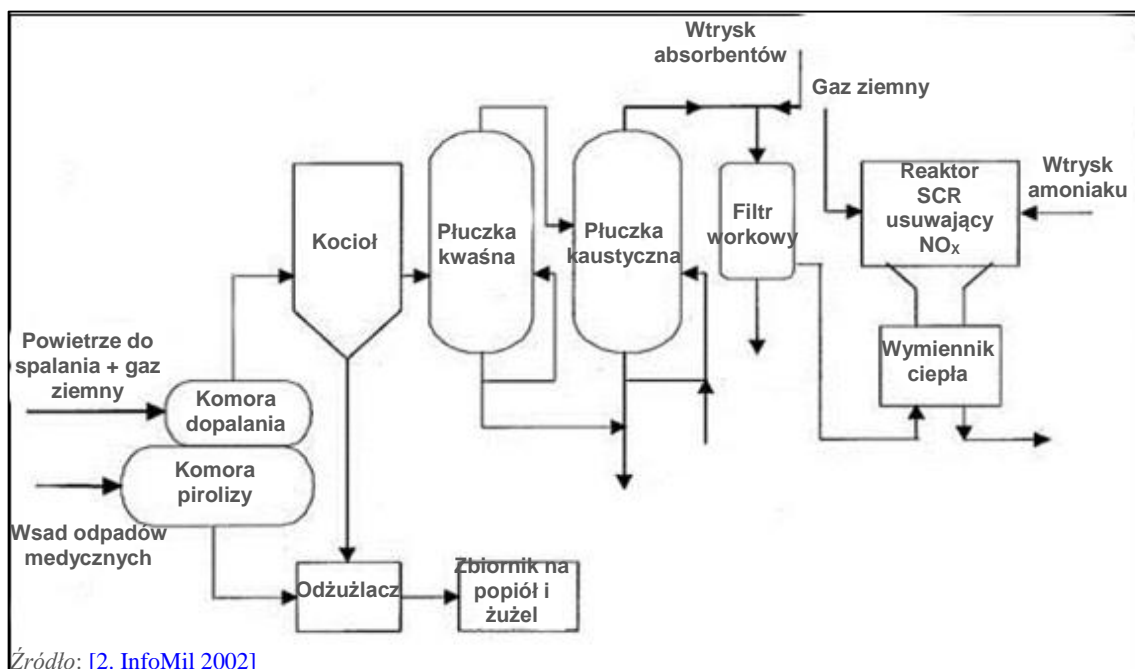 Wtrysk
absorbentów
Gaz ziemny
Reaktor
SCR
usuwający
NOx
Wtrysk
amoniaku
Kocioł
Płuczka
kwaśna
Płuczka
kaustyczna
Filtr
workowy
Wymiennik
ciepła
Powietrze do
spalania + gaz
ziemny
Komora
dopalania
Komora
pirolizy
Wsad odpadów
medycznych
Odżużlacz
Zbiornik na
popiół i
żużel
Źródło: [2, InfoMil 2002]